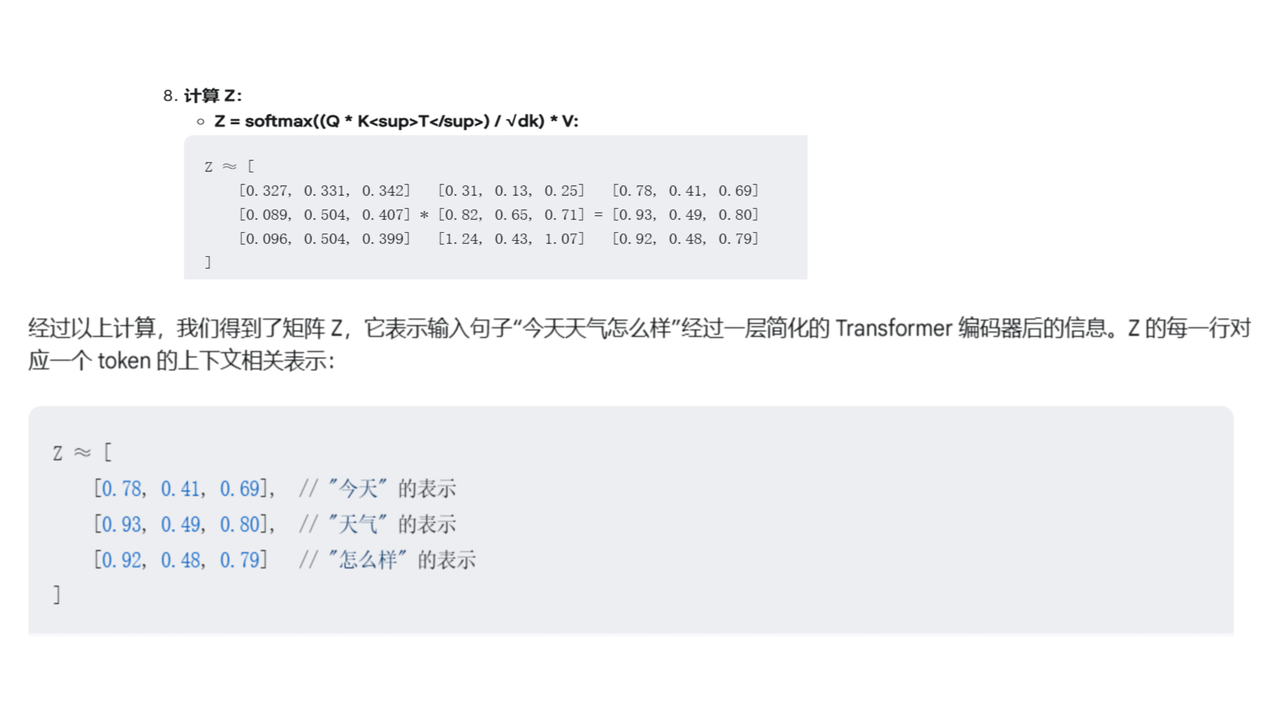 8. 计算 Z:
○ Z = softmax((Q * K<sup>T</sup>) / √dk) * V:
Z ≈ [
[0.327, 0.331, 0.342] [0.31, 0.13, 0.25] [0.78, 0.41, 0.69]
[0.089, 0.504, 0.407] * [0.82, 0.65, 0.71] = [0.93, 0.49, 0.80]
[0.096, 0.504, 0.399] [1.24, 0.43, 1.07] [0.92, 0.48, 0.79]
]
经过以上计算，我们得到了矩阵 Z，它表示输入句子“今天天气怎么样”经过一层简化的 Transformer 编码器后的信息。Z 的每一行对
应一个 token 的上下文相关表示：
Z ≈ [
[0.78, 0.41, 0.69], // "今天" 的表示
[0.93, 0.49, 0.80], // "天气" 的表示
[0.92, 0.48, 0.79] // "怎么样" 的表示
]